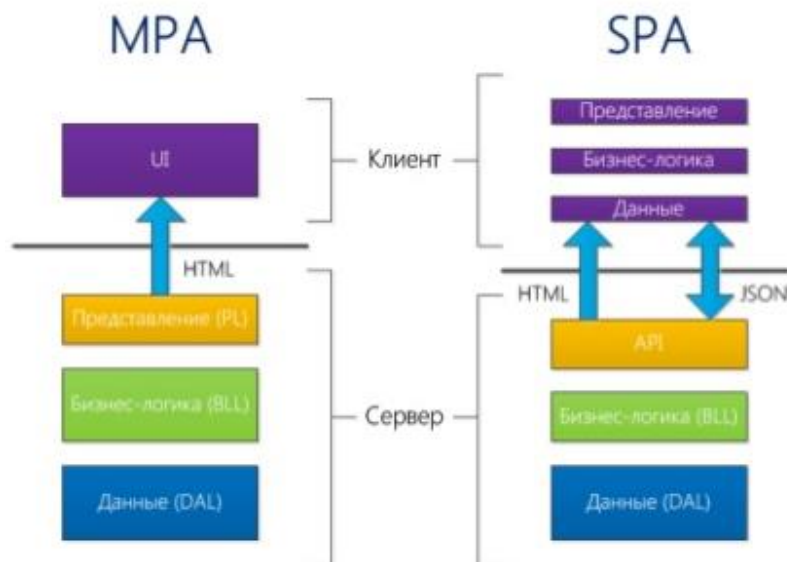 MPA
SPA
UI
Клиент
Представление
Бизнес-логика
Данные
HTML
HTML
JSON
Представление (PL)
API
Бизнес-логика (BLL)
Сервер
Бизнес-логика (BLL)
Данные (DAL)
Данные (DAL)